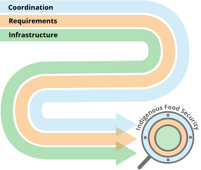 Coordination
Requirements
Infrastructure
Indigenous Food Security